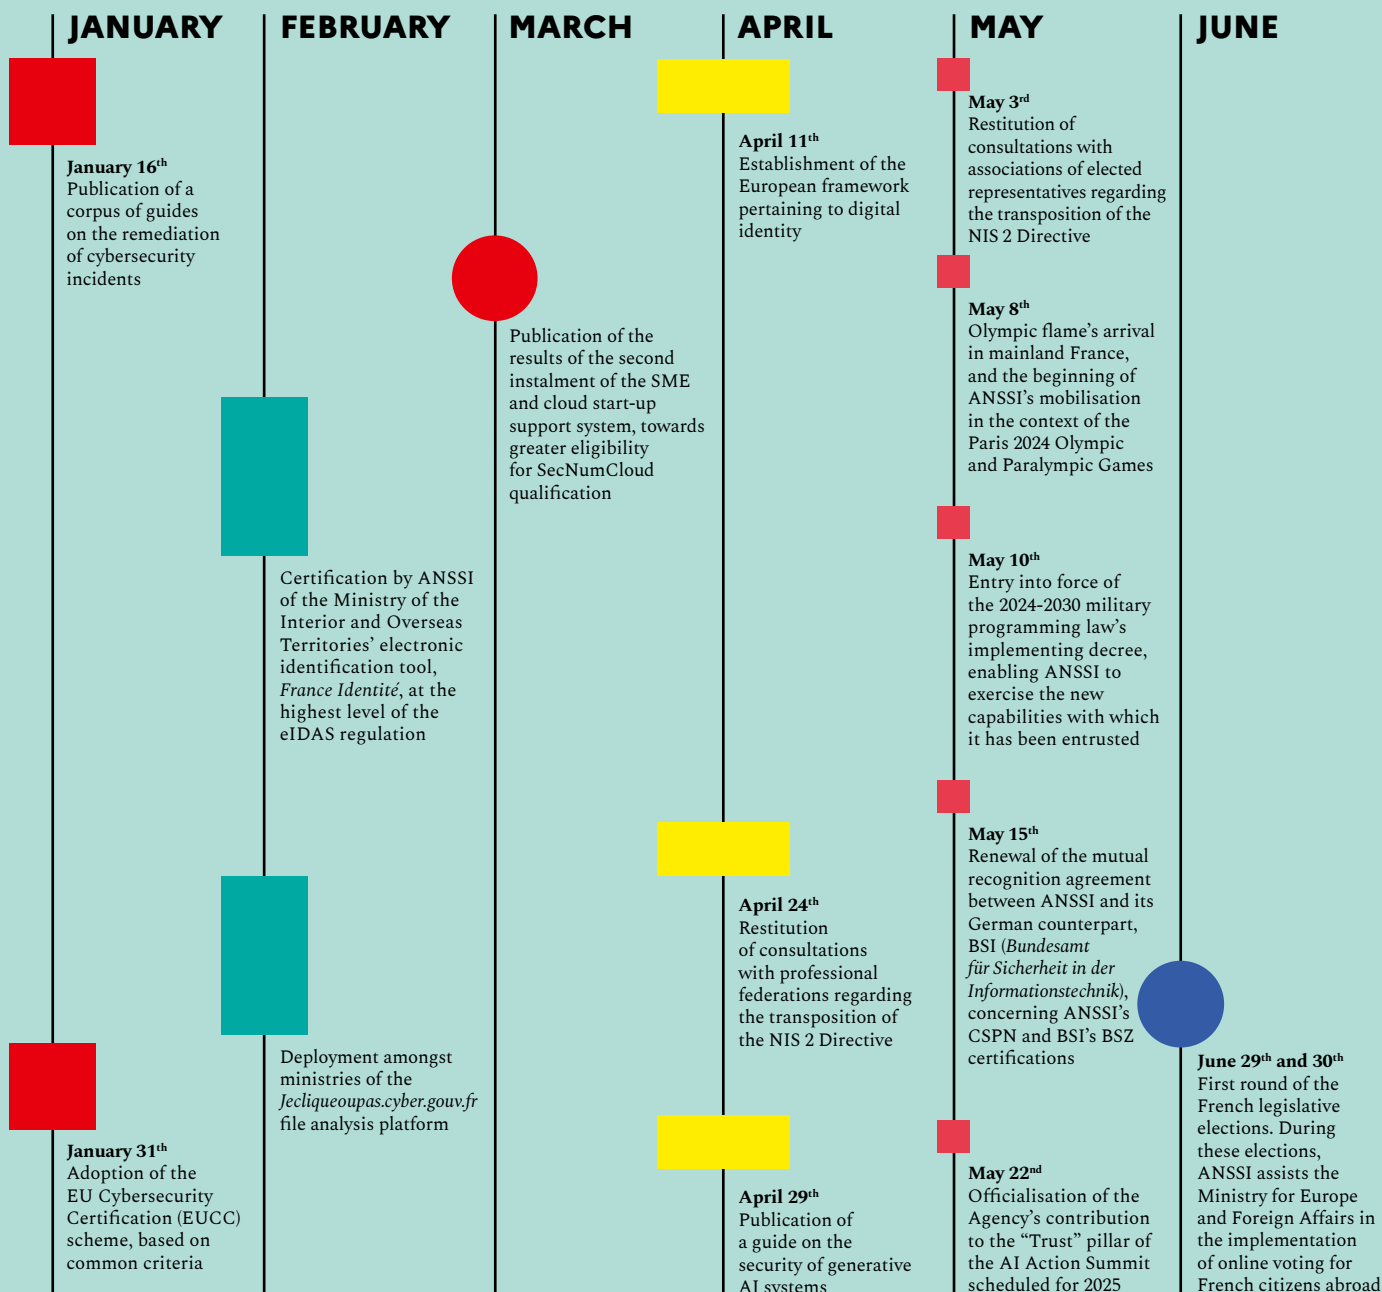 JANUARY
January 16th
Publication of a
corpus of guides
on the remediation
of cybersecurity
incidents
January 31th
Adoption of the
EU Cybersecurity
Certification (EUCC)
scheme, based on
common criteria
FEBRUARY
Certification by ANSSI
of the Ministry of the
Interior and Overseas
Territories’ electronic
identification tool,
France Identité, at the
highest level of the
eIDAS regulation
Deployment amongst
ministries of the
Jecliqueoupas.cyber.gouv.fr
file analysis platform
MARCH
Publication of the
results of the second
instalment of the SME
and cloud start-up
support system, towards
greater eligibility
for SecNumCloud
qualification
APRIL
April 11th
Establishment of the
European framework
pertaining to digital
identity
April 24th
Restitution
of consultations
with professional
federations regarding
the transposition of
the NIS 2 Directive
April 29th
Publication of
a guide on the
security of generative
AI systems
MAY
May 3rd
Restitution of
consultations with
associations of elected
representatives regarding
the transposition of the
NIS 2 Directive
May 8th
Olympic flame’s arrival
in mainland France,
and the beginning of
ANSSI’s mobilisation
in the context of the
Paris 2024 Olympic
and Paralympic Games
May 10th
Entry into force of
the 2024-2030 military
programming law’s
implementing decree,
enabling ANSSI to
exercise the new
capabilities with which
it has been entrusted
May 15th
Renewal of the mutual
recognition agreement
between ANSSI and its
German counterpart,
BSI (Bundesamt
für Sicherheit in der
Informationstechnik),
concerning ANSSI’s
CSPN and BSI’s BSZ
certifications
May 22nd
Officialisation of the
Agency’s contribution
to the “Trust” pillar of
the AI Action Summit
scheduled for 2025
JUNE
June 29th and 30th
First round of the
French legislative
elections. During
these elections,
ANSSI assists the
Ministry for Europe
and Foreign Affairs in
the implementation
of online voting for
French citizens abroad